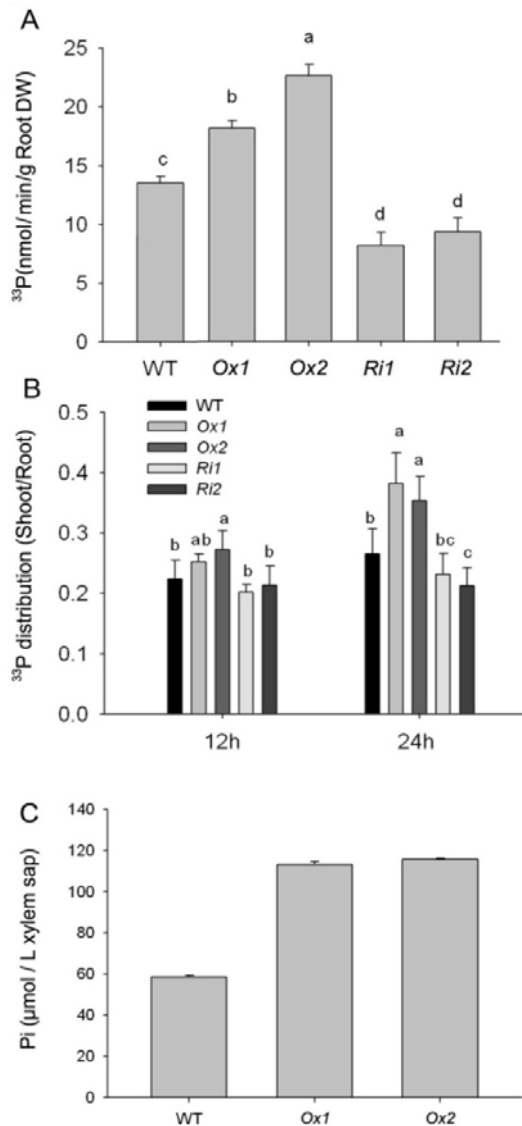 A
³³P(nmol/min/g Root DW)
25
20
15
10
5
0
c
b
a
d
d
WT Ox1 Ox2 Ri1 Ri2
B
³³P distribution (Shoot/Root)
0.5
0.4
0.3
0.2
0.1
0.0
WT
Ox1
Ox2
Ri1
Ri2
b ab a b b
b a a bc c
12h 24h
C
Pi (µmol / L xylem sap)
140
120
100
80
60
40
20
0
WT Ox1 Ox2